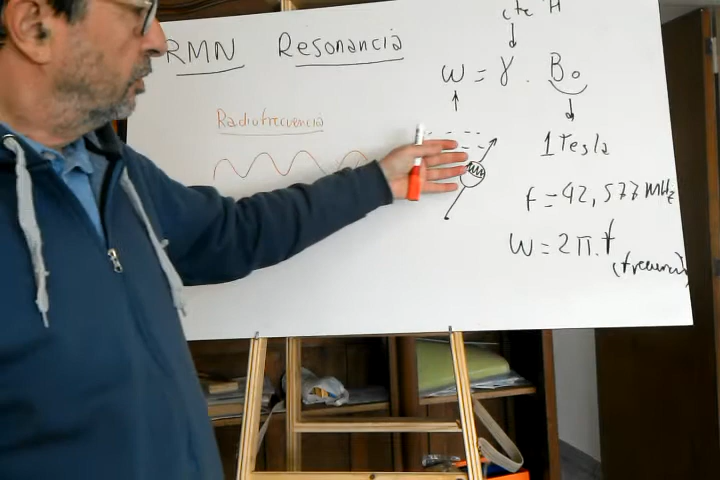 RMN Resonancia
cte H
ω = γ . Bo
Radiofrecuencia
1 Tesla
f = 42,577 MHz
W = 2π.f
(frecuencia